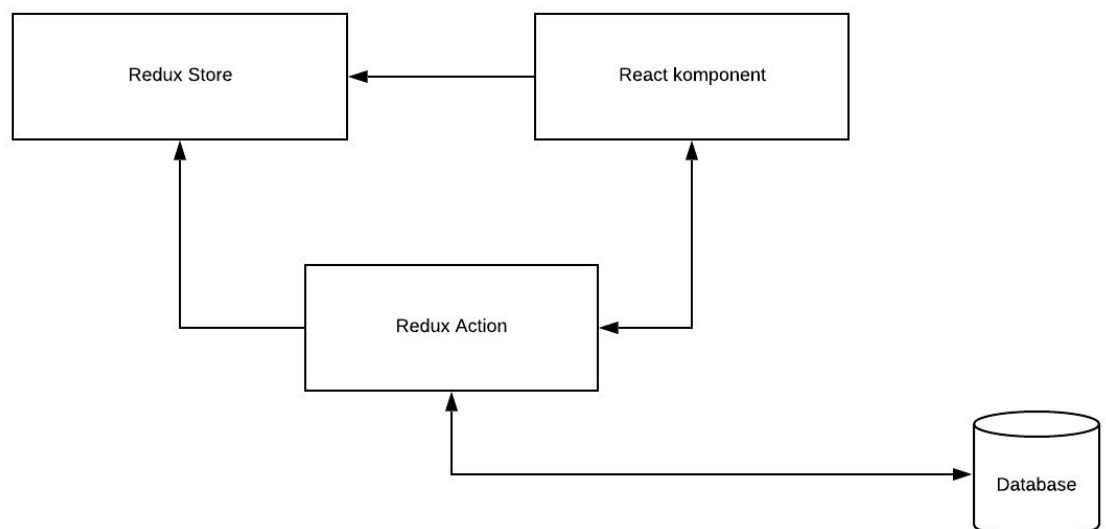 Redux Store
React komponent
Redux Action
Database